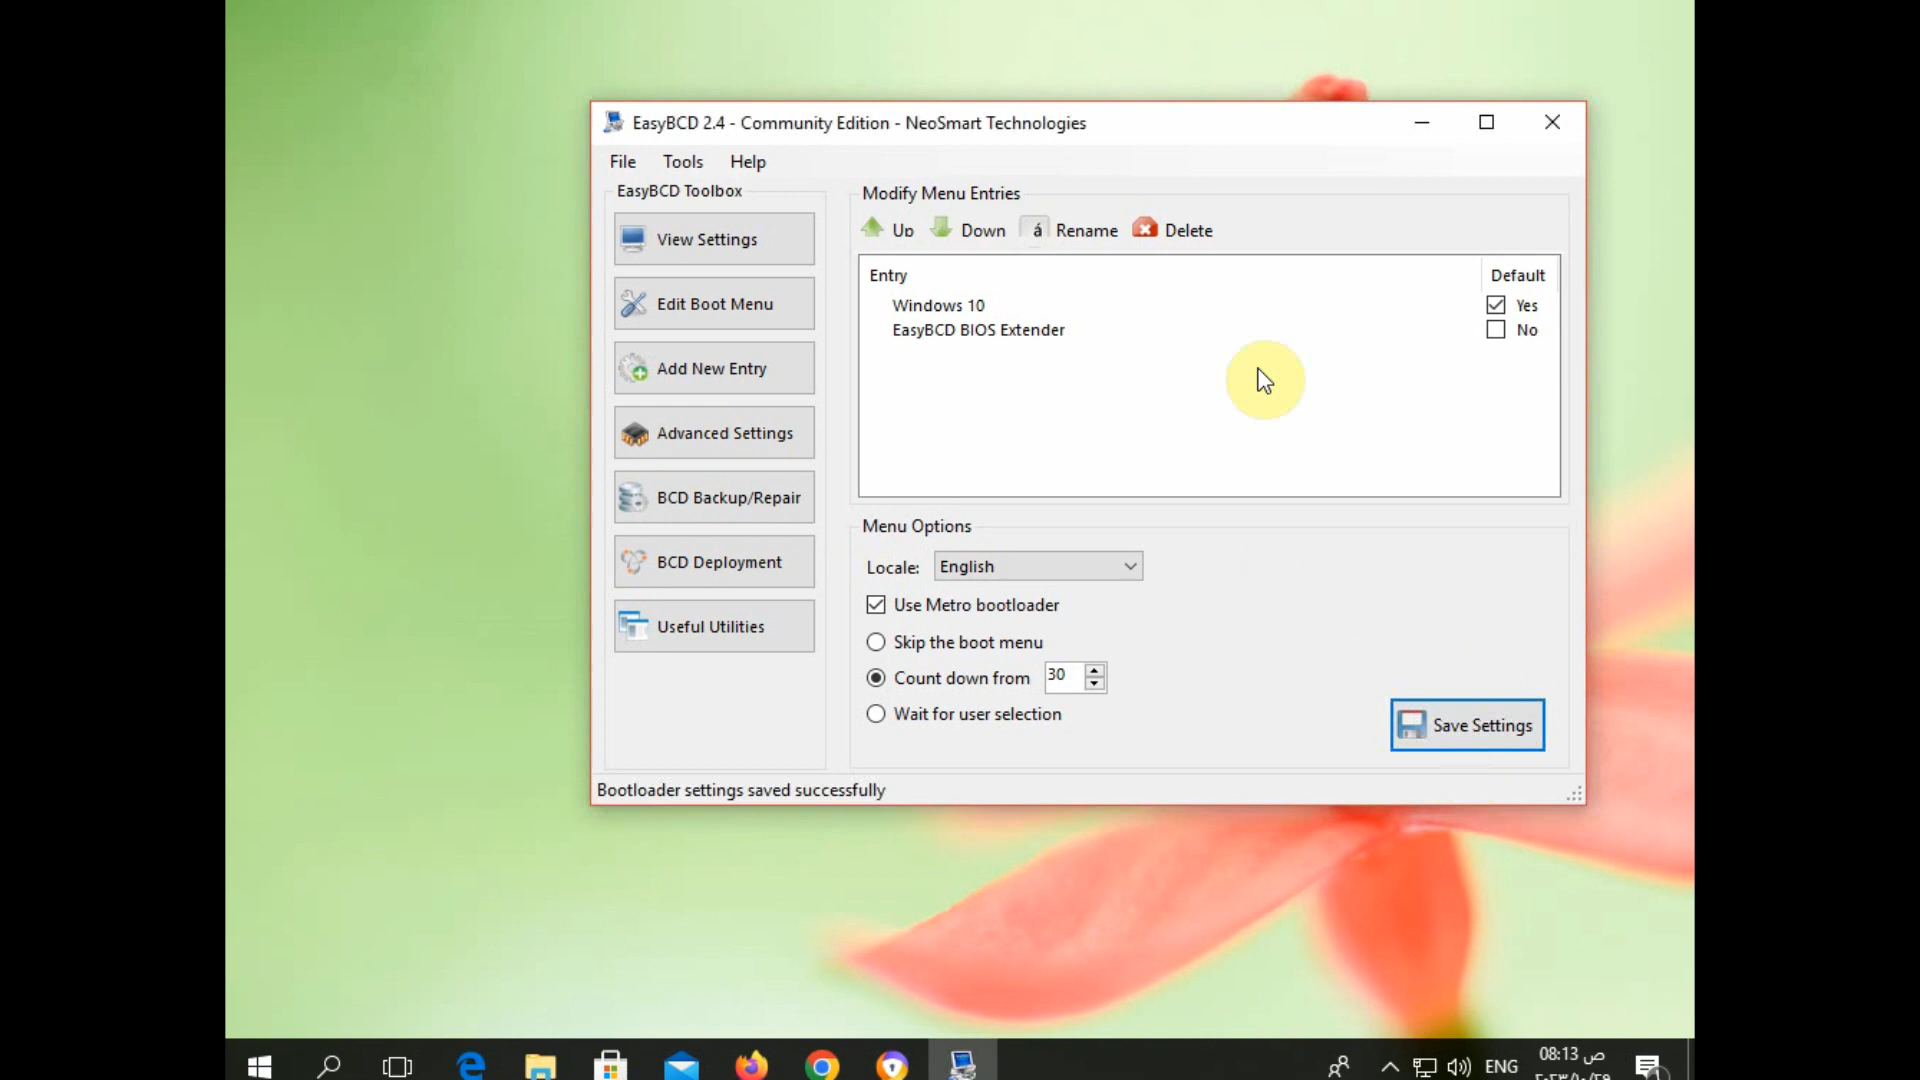 EasyBCD 2.4 - Community Edition - NeoSmart Technologies
File Tools Help
EasyBCD Toolbox
View Settings
Edit Boot Menu
Add New Entry
Advanced Settings
BCD Backup/Repair
BCD Deployment
Useful Utilities
Modify Menu Entries
Up Down á Rename Delete
Entry Default
Windows 10 Yes
EasyBCD BIOS Extender No
Menu Options
Locale: English
Use Metro bootloader
Skip the boot menu
Count down from 30
Wait for user selection
Save Settings
Bootloader settings saved successfully
ENG
08:13 ص